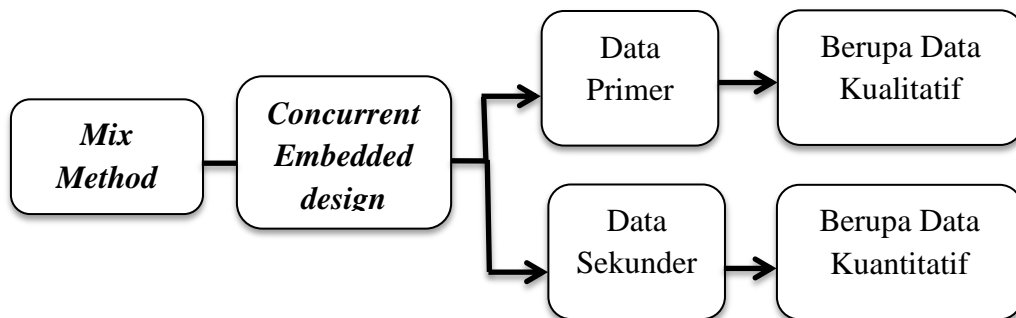 Mix
Method
Concurrent
Embedded
design
Data
Primer
Berupa Data
Kualitatif
Data
Sekunder
Berupa Data
Kuantitatif